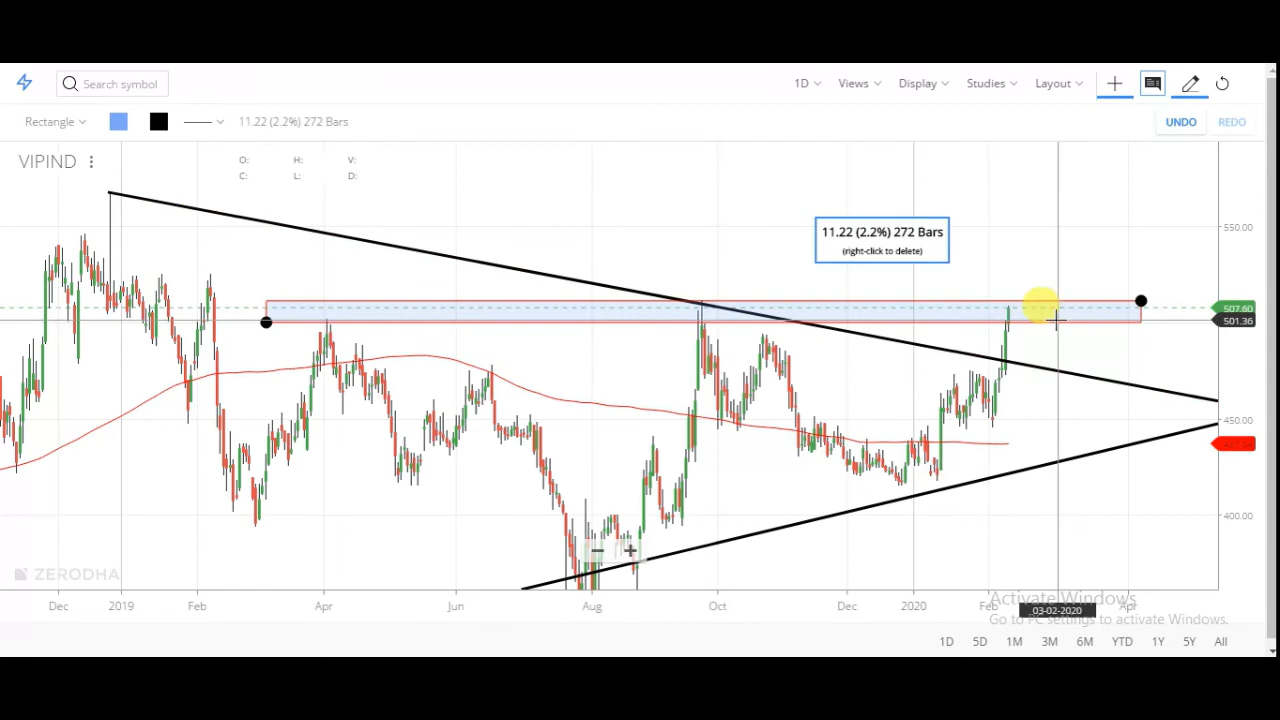 Search symbol
1D Views Display Studies Layout
Rectangle 11.22 (2.2%) 272 Bars UNDO REDO
VIPIND
O: H: V:
C: L: D:
11.22 (2.2%) 272 Bars
(right-click to delete)
550.00
507.60
501.36
450.00
400.00
ZERODHA
Dec 2019 Feb Apr Jun Aug Oct Dec 2020 Feb Apr
03-02-2020
Activate Windows
Go to PC settings to activate Windows.
1D 5D 1M 3M 6M YTD 1Y 5Y All